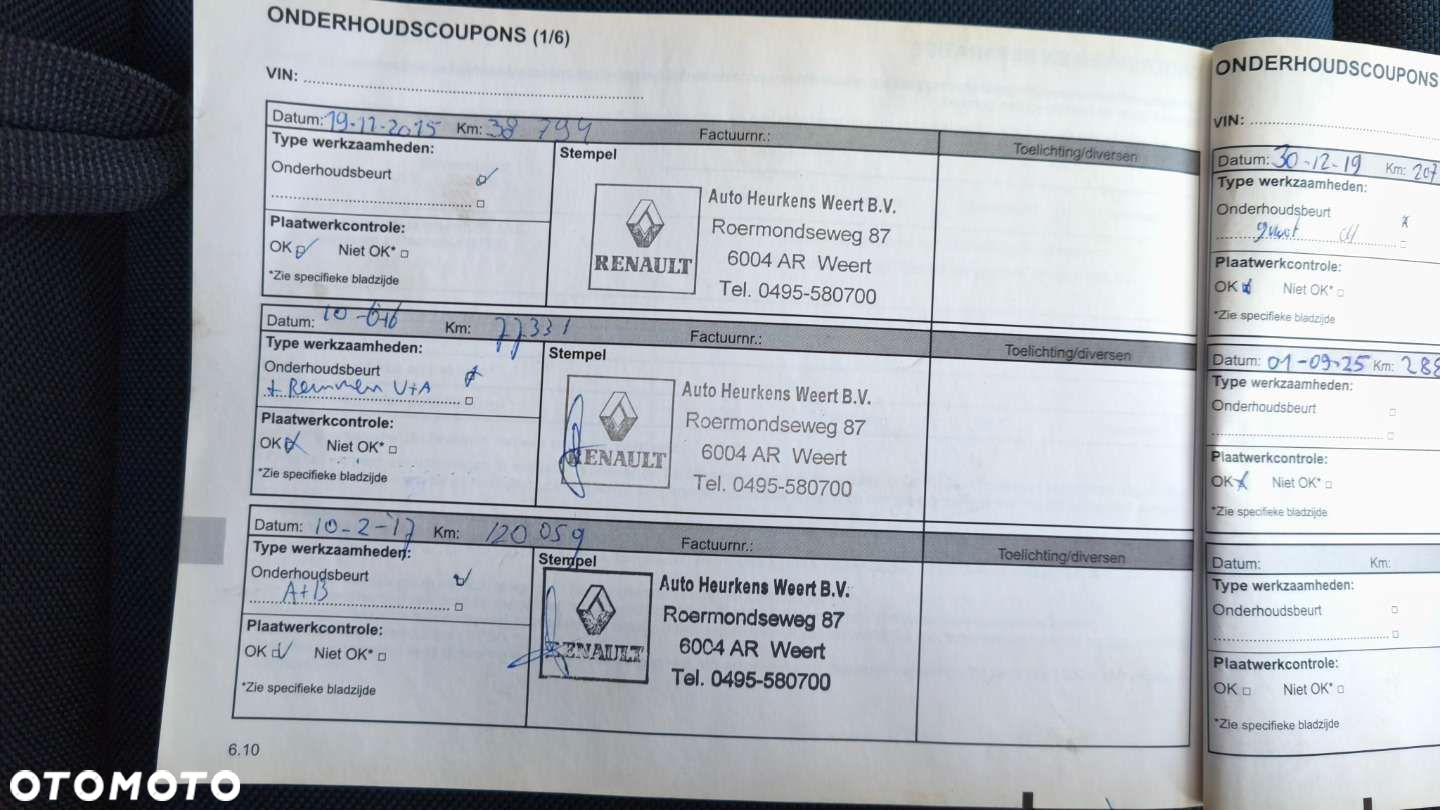 ONDERHOUDSCOUPONS (1/6)
VIN:
Datum: 19-11-2015 Km: 38 794 Factuurnr.: Toelichting/diversen
Type werkzaamheden:
Onderhoudsbeurt
Plaatwerkcontrole:
OK Niet OK*
*Zie specifieke bladzijde
Stempel
RENAULT
Auto Heurkens Weert B.V.
Roermondseweg 87
6004 AR Weert
Tel. 0495-580700
Datum: Km: 77331 Factuurnr.: Toelichting/diversen
Type werkzaamheden:
Onderhoudsbeurt
+ Remmen V+A
Plaatwerkcontrole:
OK Niet OK*
*Zie specifieke bladzijde
Stempel
RENAULT
Auto Heurkens Weert B.V.
Roermondseweg 87
6004 AR Weert
Tel. 0495-580700
Datum: 10-2-17 Km: 120 059 Factuurnr.: Toelichting/diversen
Type werkzaamheden:
Onderhoudsbeurt
A+B
Plaatwerkcontrole:
OK Niet OK*
*Zie specifieke bladzijde
Stempel
RENAULT
Auto Heurkens Weert B.V.
Roermondseweg 87
6004 AR Weert
Tel. 0495-580700
6.10
ONDERHOUDSCOUPONS
VIN:
Datum: 30-12-19 Km: 207
Type werkzaamheden:
Onderhoudsbeurt
Plaatwerkcontrole:
OK Niet OK*
*Zie specifieke bladzijde
Datum: 01-09-25 Km: 288
Type werkzaamheden:
Onderhoudsbeurt
Plaatwerkcontrole:
OK Niet OK*
*Zie specifieke bladzijde
Datum: Km:
Type werkzaamheden:
Onderhoudsbeurt
Plaatwerkcontrole:
OK Niet OK*
*Zie specifieke bladzijde
OTOMOTO